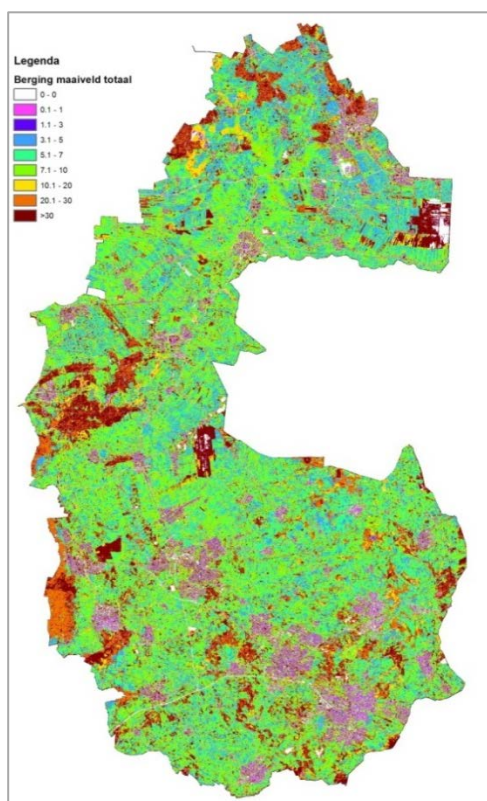 Legenda
Berging maaiveld totaal
0 - 0
0.1 - 1
1.1 - 3
3.1 - 5
5.1 - 7
7.1 - 10
10.1 - 20
20.1 - 30
>30